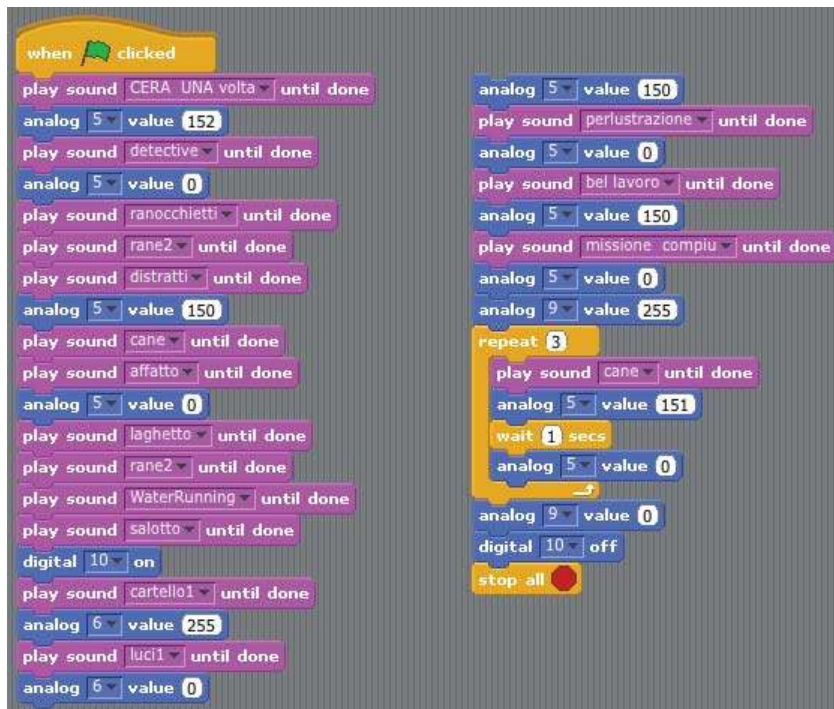 when clicked
play sound CERA UNA volta until done
analog 5 value 152
play sound detective until done
analog 5 value 0
play sound ranocchietti until done
play sound rane2 until done
play sound distratti until done
analog 5 value 150
play sound cane until done
play sound affatto until done
analog 5 value 0
play sound laghetto until done
play sound rane2 until done
play sound WaterRunning until done
play sound salotto until done
digital 10 on
play sound cartello1 until done
analog 6 value 255
play sound luci1 until done
analog 6 value 0
analog 5 value 150
play sound perlustrazione until done
analog 5 value 0
play sound bel lavoro until done
analog 5 value 150
play sound missione compiu until done
analog 5 value 0
analog 9 value 255
repeat 3
play sound cane until done
analog 5 value 151
wait 1 secs
analog 5 value 0
analog 9 value 0
digital 10 off
stop all